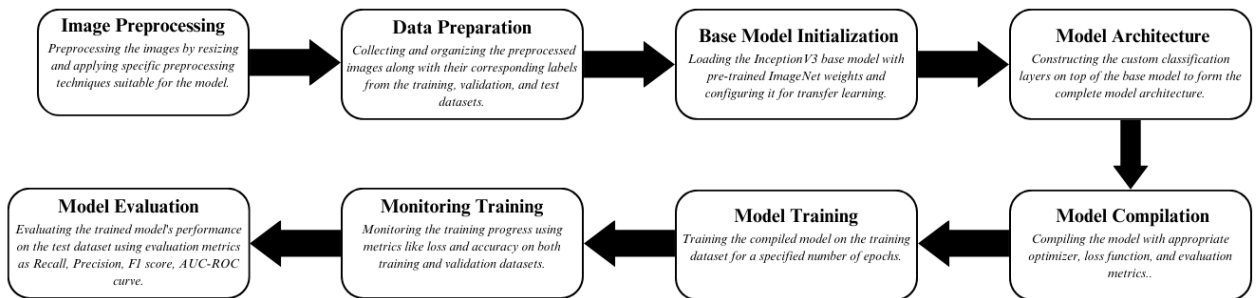 Image Preprocessing
Preprocessing the images by resizing
and applying specific preprocessing
techniques suitable for the model.
Data Preparation
Collecting and organizing the preprocessed
images along with their corresponding labels
from the training, validation, and test
datasets.
Base Model Initialization
Loading the InceptionV3 base model with
pre-trained ImageNet weights and
configuring it for transfer learning.
Model Architecture
Constructing the custom classification
layers on top of the base model to form the
complete model architecture.
Model Compilation
Compiling the model with appropriate
optimizer, loss function, and evaluation
metrics..
Model Training
Training the compiled model on the training
dataset for a specified number of epochs.
Monitoring Training
Monitoring the training progress using
metrics like loss and accuracy on both
training and validation datasets.
Model Evaluation
Evaluating the trained model's performance
on the test dataset using evaluation metrics
as Recall, Precision, F1 score, AUC-ROC
curve.